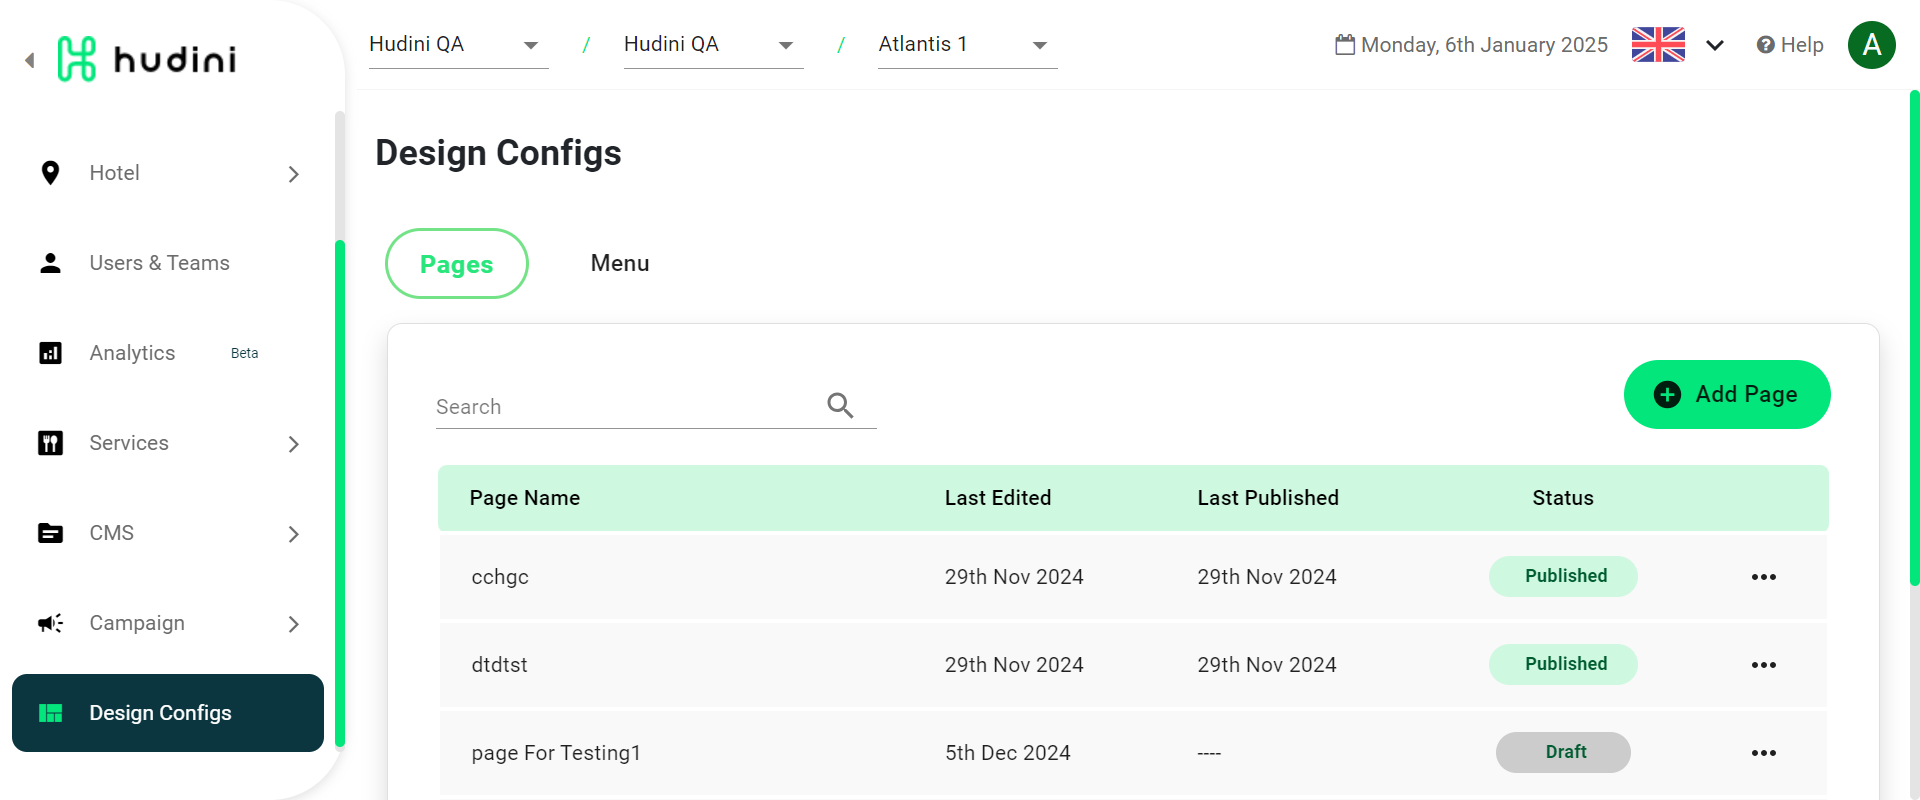 hudini
Hudini QA / Hudini QA / Atlantis 1
Monday, 6th January 2025
Help
A
Hotel
Users & Teams
Analytics Beta
Services
CMS
Campaign
Design Configs
Design Configs
Pages Menu
Search
Add Page
Page Name Last Edited Last Published Status
cchgc 29th Nov 2024 29th Nov 2024 Published
dtdtst 29th Nov 2024 29th Nov 2024 Published
page For Testing1 5th Dec 2024 ---- Draft